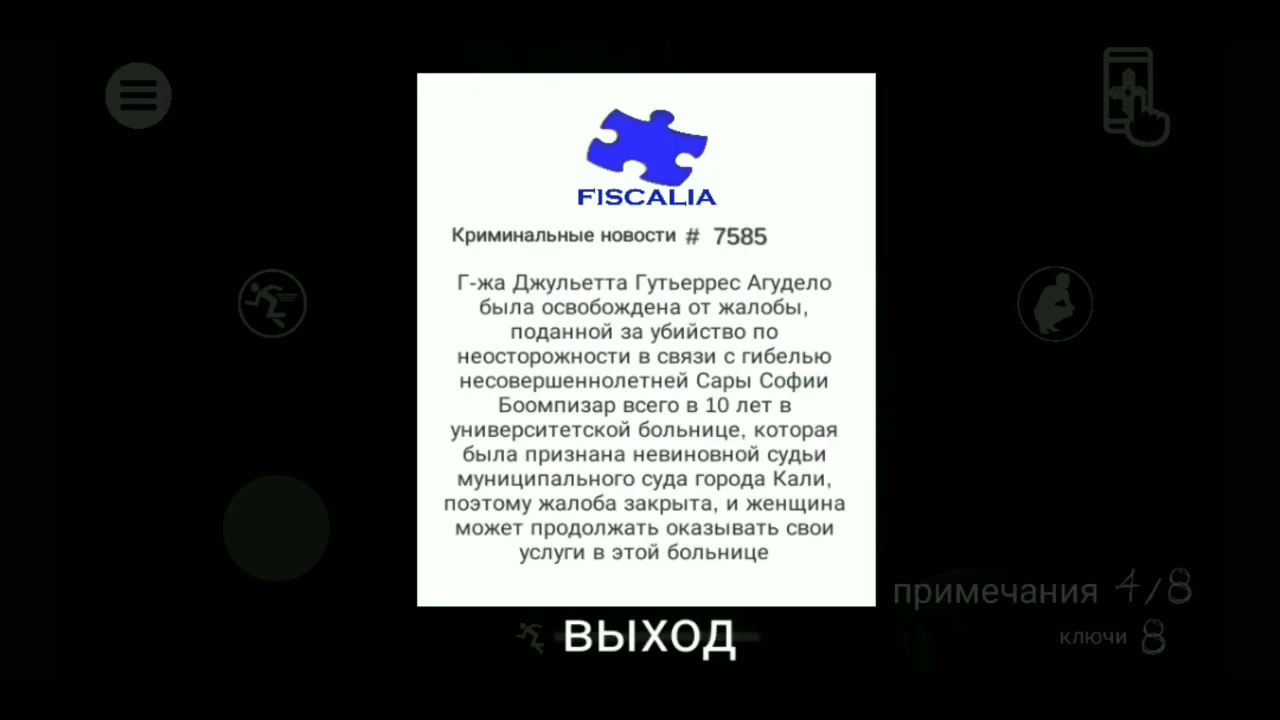 FISCALIA
Криминальные новости # 7585
Г-жа Джульетта Гутьеррес Агудело
была освобождена от жалобы,
поданной за убийство по
неосторожности в связи с гибелью
несовершеннолетней Сары Софии
Боомпизар всего в 10 лет в
университетской больнице, которая
была признана невиновной судьи
муниципального суда города Кали,
поэтому жалоба закрыта, и женщина
может продолжать оказывать свои
услуги в этой больнице
примечания 4/8
ключи 8
ВЫХОД